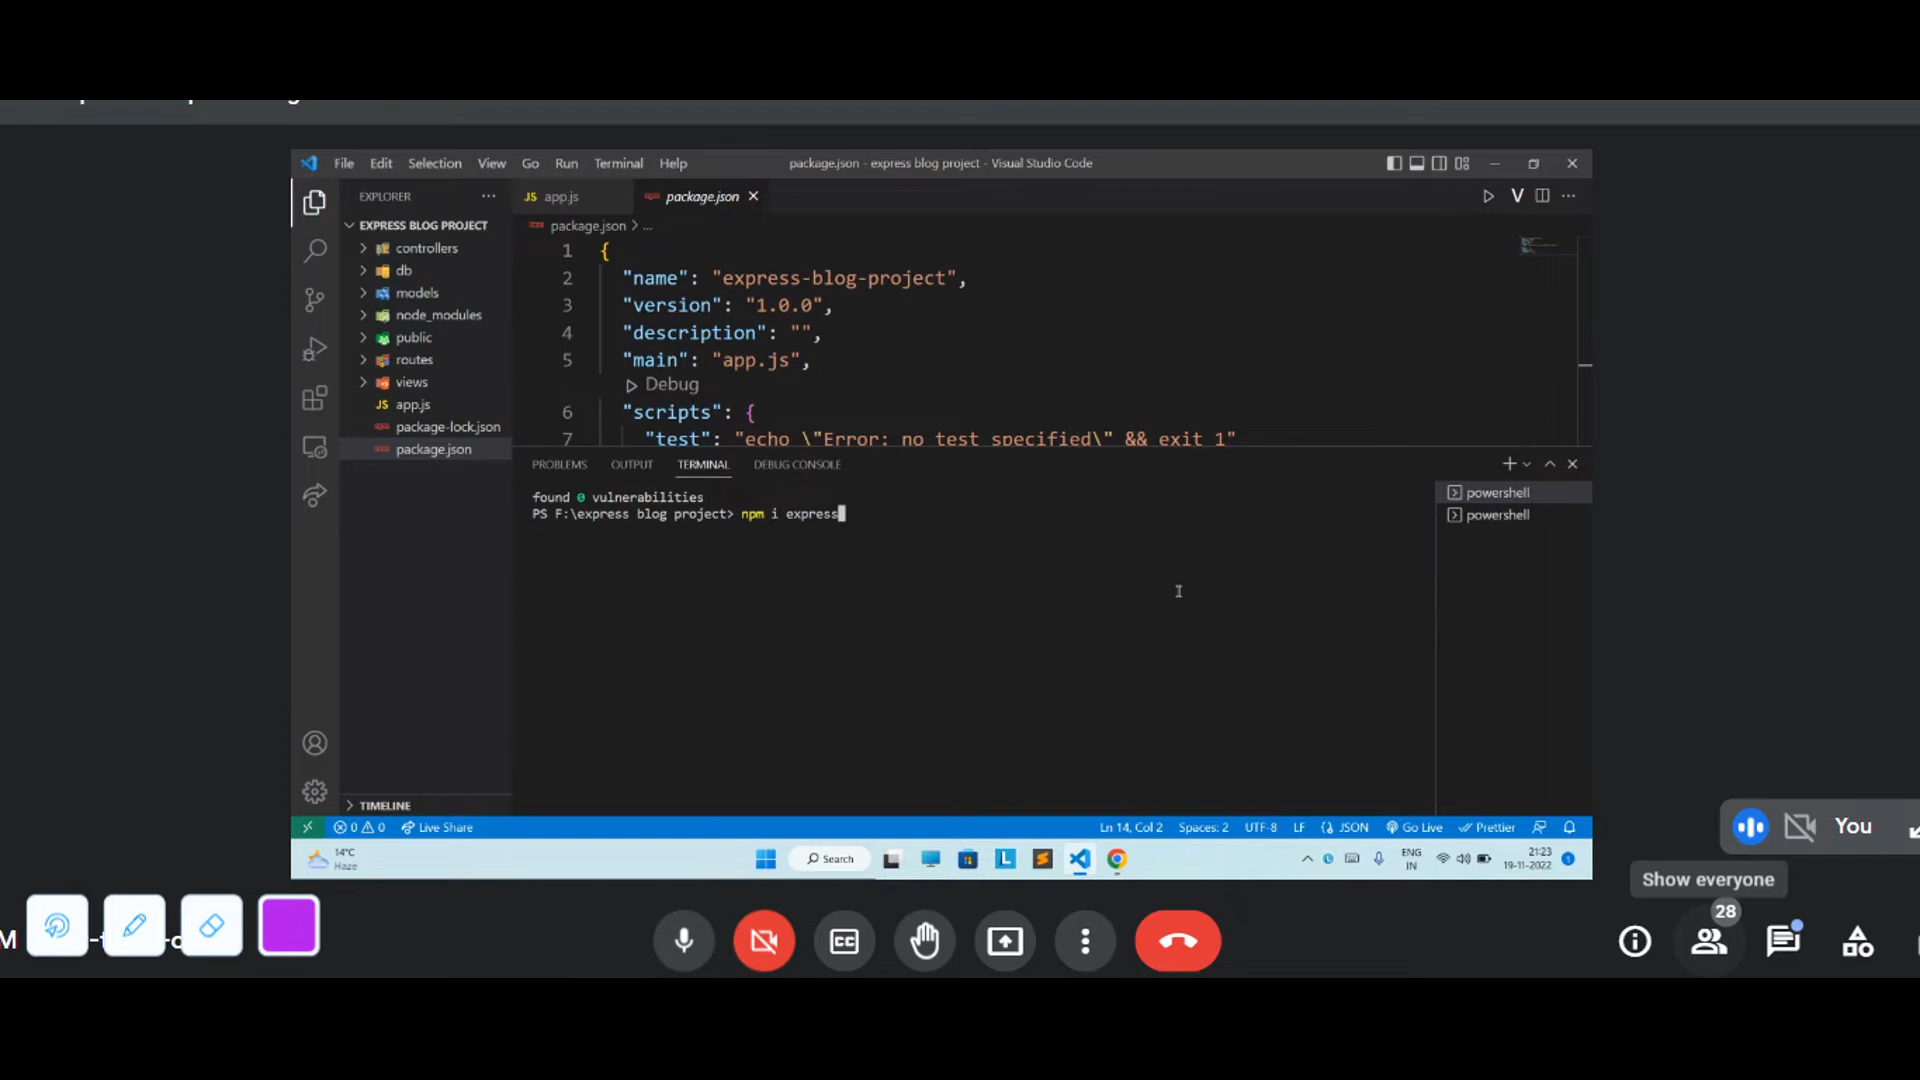 File Edit Selection View Go Run Terminal Help
package.json - express blog project - Visual Studio Code
EXPLORER
JS app.js
package.json
EXPRESS BLOG PROJECT
controllers
db
models
node_modules
public
routes
views
JS app.js
package-lock.json
package.json
TIMELINE
package.json > ...
1 {
2 "name": "express-blog-project",
3 "version": "1.0.0",
4 "description": "",
5 "main": "app.js",
Debug
6 "scripts": {
7 "test": "echo \"Error: no test specified\" && exit 1"
PROBLEMS OUTPUT TERMINAL DEBUG CONSOLE
found 0 vulnerabilities
PS F:\express blog project> npm i express
powershell
powershell
0 0 Live Share
Ln 14, Col 2 Spaces: 2 UTF-8 LF JSON Go Live Prettier
14°C
Haze
Search
ENG
IN
21:23
19-11-2022
1
You
Show everyone
28
M
CC